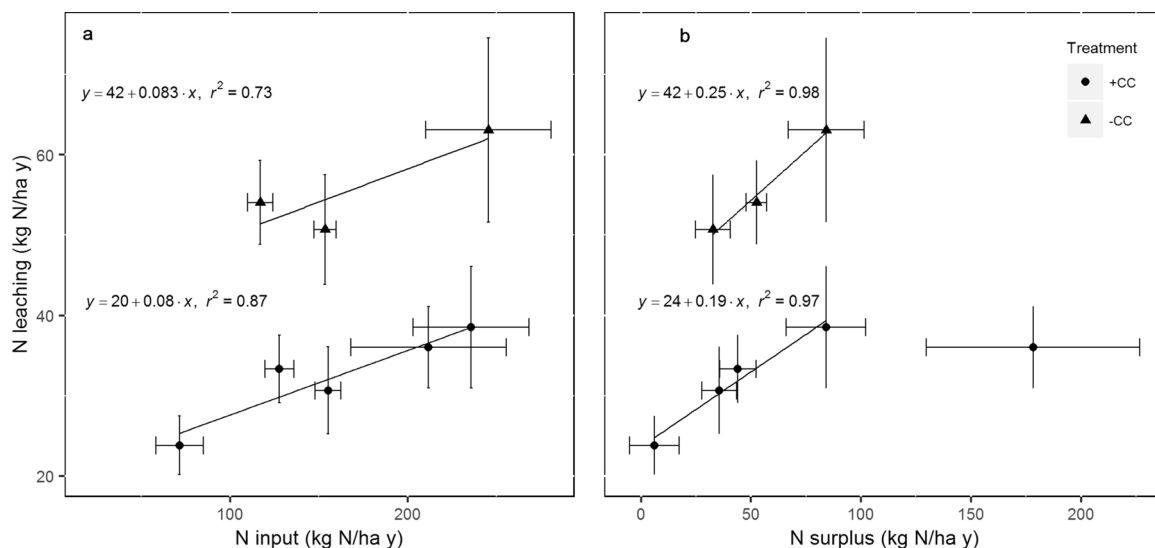 a
y = 42 + 0.083 · x, r² = 0.73
y = 20 + 0.08 · x, r² = 0.87
60
40
20
N leaching (kg N/ha y)
100 200
N input (kg N/ha y)
b
y = 42 + 0.25 · x, r² = 0.98
y = 24 + 0.19 · x, r² = 0.97
Treatment
+CC
-CC
0 50 100 150 200
N surplus (kg N/ha y)